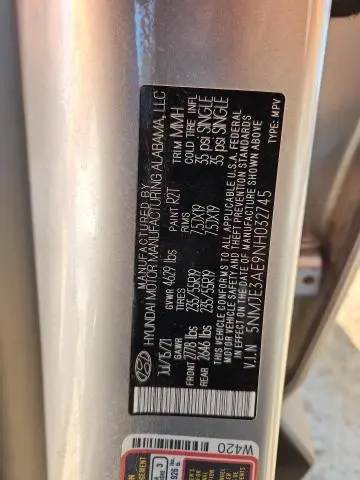 MANUFACTURED BY
HYUNDAI MOTOR MANUFACTURING ALABAMA, LLC
11/15/21 GVWR 4629 lbs PAINT R2T TRIM MMH
GAWR TIRES RIMS COLD TIRE INFL
FRONT 2778 lbs 235/55R19 7.5JX19 35 psi SINGLE
REAR 2646 lbs 235/55R19 7.5JX19 35 psi SINGLE
THIS VEHICLE CONFORMS TO ALL APPLICABLE U.S.A. FEDERAL
MOTOR VEHICLE SAFETY AND THEFT PREVENTION STANDARDS
IN EFFECT ON THE DATE OF MANUFACTURE SHOWN ABOVE
V.I.N 5NMJE3AE9NH032745 TYPE: MPV
W420